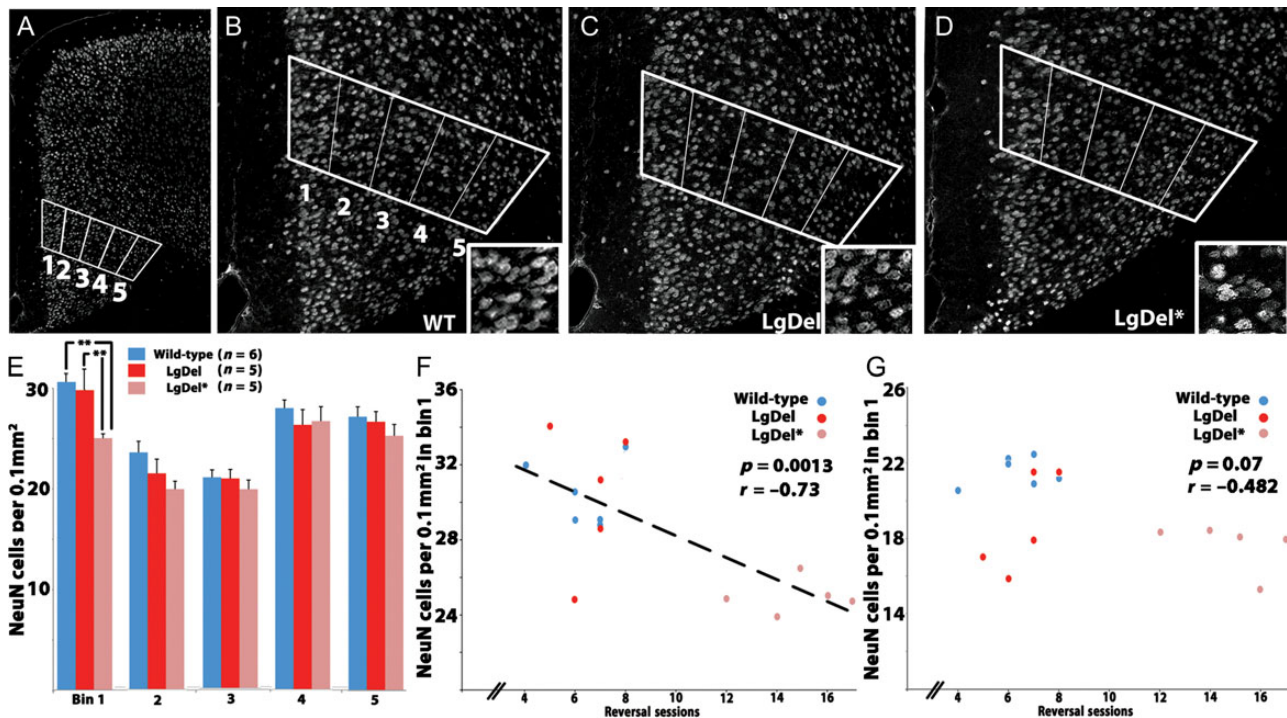 A
1
2
3
4
5
B
1
2
3
4
5
WT
C
LgDel
D
LgDel*
E
**
**
Wild-type (n = 6)
LgDel (n = 5)
LgDel* (n = 5)
NeuN cells per 0.1mm²
30
20
10
Bin 1
2
3
4
5
F
NeuN cells per 0.1mm² in bin 1
36
32
28
24
Wild-type
LgDel
LgDel*
p = 0.0013
r = –0.73
4
6
8
10
12
14
16
Reversal sessions
G
NeuN cells per 0.1mm² in bin 1
26
22
18
14
Wild-type
LgDel
LgDel*
p = 0.07
r = –0.482
4
6
8
10
12
14
16
Reversal sessions